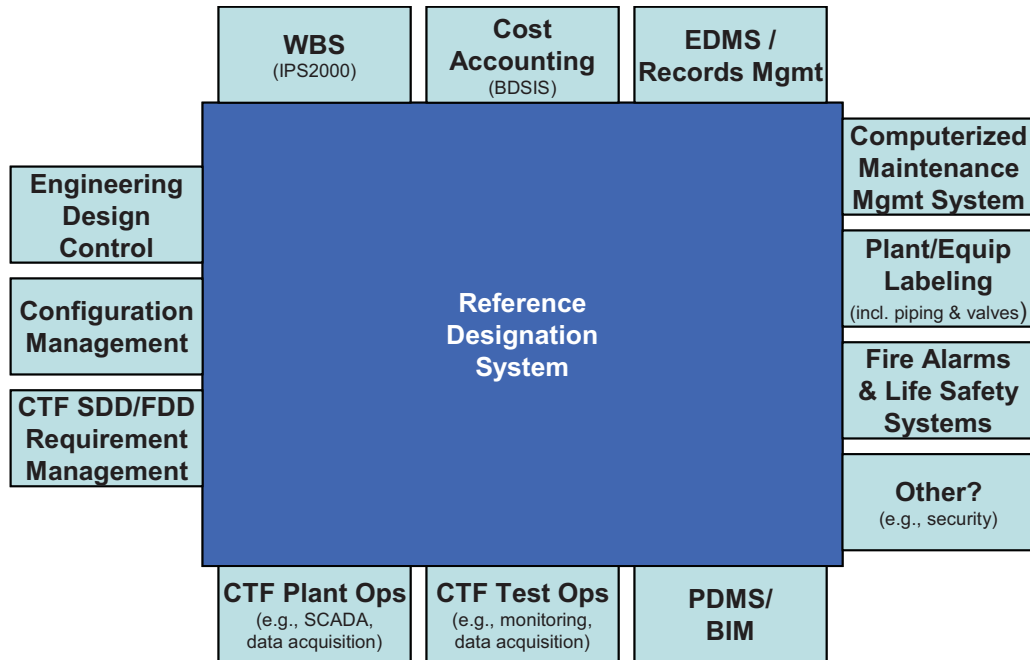 WBS
(IPS2000)
Cost
Accounting
(BDSIS)
EDMS /
Records Mgmt
Engineering
Design
Control
Configuration
Management
CTF SDD/FDD
Requirement
Management
Reference
Designation
System
Computerized
Maintenance
Mgmt System
Plant/Equip
Labeling
(incl. piping & valves)
Fire Alarms
& Life Safety
Systems
Other?
(e.g., security)
CTF Plant Ops
(e.g., SCADA,
data acquisition)
CTF Test Ops
(e.g., monitoring,
data acquisition)
PDMS/
BIM